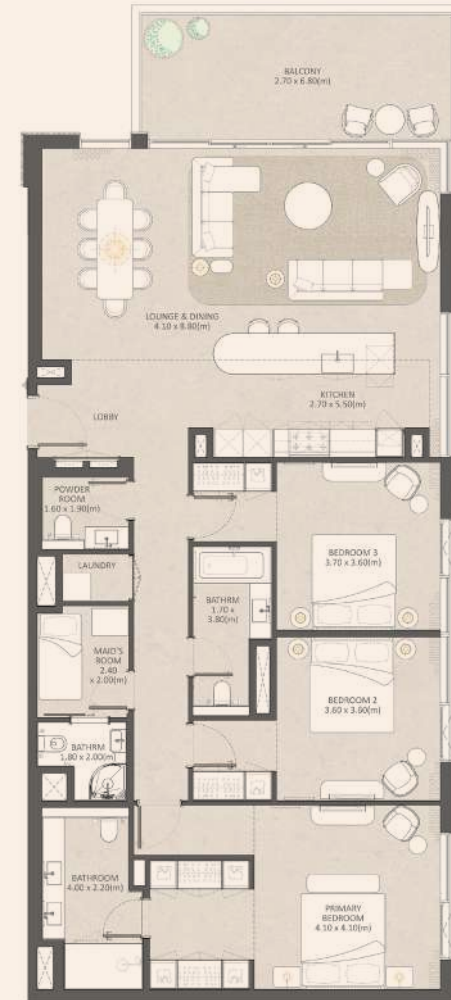 BALCONY
2.70 x 6.80(m)
LOUNGE & DINING
4.10 x 8.80(m)
KITCHEN
2.70 x 5.50(m)
LOBBY
POWDER
ROOM
1.60 x 1.90(m)
LAUNDRY
BEDROOM 3
3.70 x 3.60(m)
BATHRM
1.70 x
3.80(m)
MAID'S
ROOM
2.40
x 2.00(m)
BEDROOM 2
3.60 x 3.60(m)
BATHRM
1.80 x 2.00(m)
BATHROOM
4.00 x 2.20(m)
PRIMARY
BEDROOM
4.10 x 4.10(m)